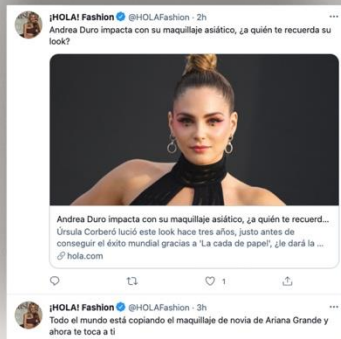 ¡HOLA! Fashion @HOLAFashion · 2h
Andrea Duro impacta con su maquillaje asiático, ¿a quién te recuerda su
look?
Andrea Duro impacta con su maquillaje asiático, ¿a quién te recuerd...
Úrsula Corberó lució este look hace tres años, justo antes de
conseguir el éxito mundial gracias a 'La cada de papel', ¿le dará la ...
hola.com
1
¡HOLA! Fashion @HOLAFashion · 3h
Todo el mundo está copiando el maquillaje de novia de Ariana Grande y
ahora te toca a ti